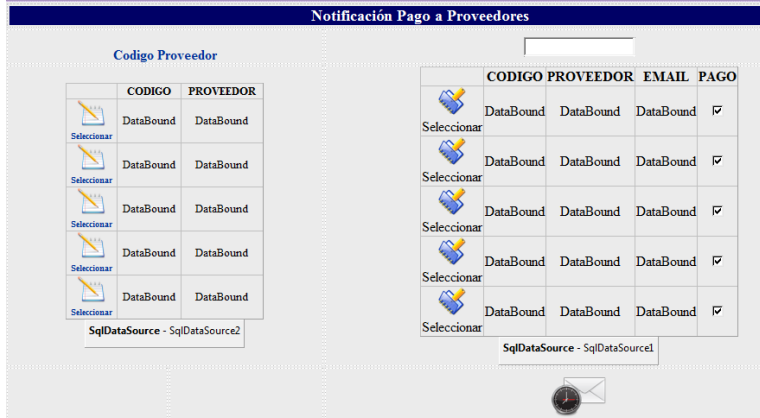 Notificación Pago a Proveedores
Codigo Proveedor
CODIGO PROVEEDOR
Seleccionar DataBound DataBound
Seleccionar DataBound DataBound
Seleccionar DataBound DataBound
Seleccionar DataBound DataBound
Seleccionar DataBound DataBound
SqlDataSource - SqlDataSource2
CODIGO PROVEEDOR EMAIL PAGO
Seleccionar DataBound DataBound DataBound
Seleccionar DataBound DataBound DataBound
Seleccionar DataBound DataBound DataBound
Seleccionar DataBound DataBound DataBound
Seleccionar DataBound DataBound DataBound
SqlDataSource - SqlDataSource1